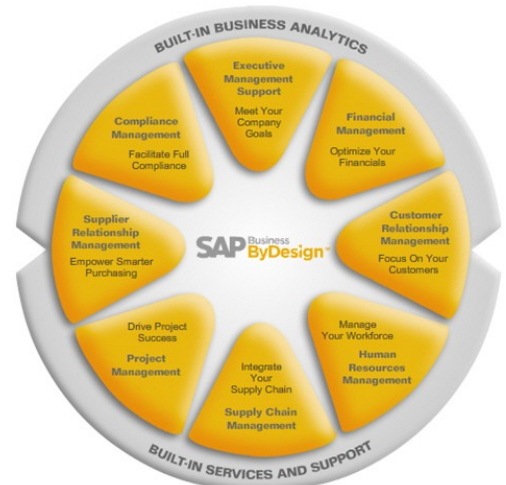 BUILT-IN BUSINESS ANALYTICS
Executive
Management
Support
Meet Your
Company
Goals
Financial
Management
Optimize Your
Financials
Customer
Relationship
Management
Focus On Your
Customers
Manage
Your Workforce
Human
Resources
Management
Integrate
Your
Supply Chain
Supply Chain
Management
Drive Project
Success
Project
Management
Supplier
Relationship
Management
Empower Smarter
Purchasing
Compliance
Management
Facilitate Full
Compliance
SAP Business
ByDesign™
BUILT-IN SERVICES AND SUPPORT